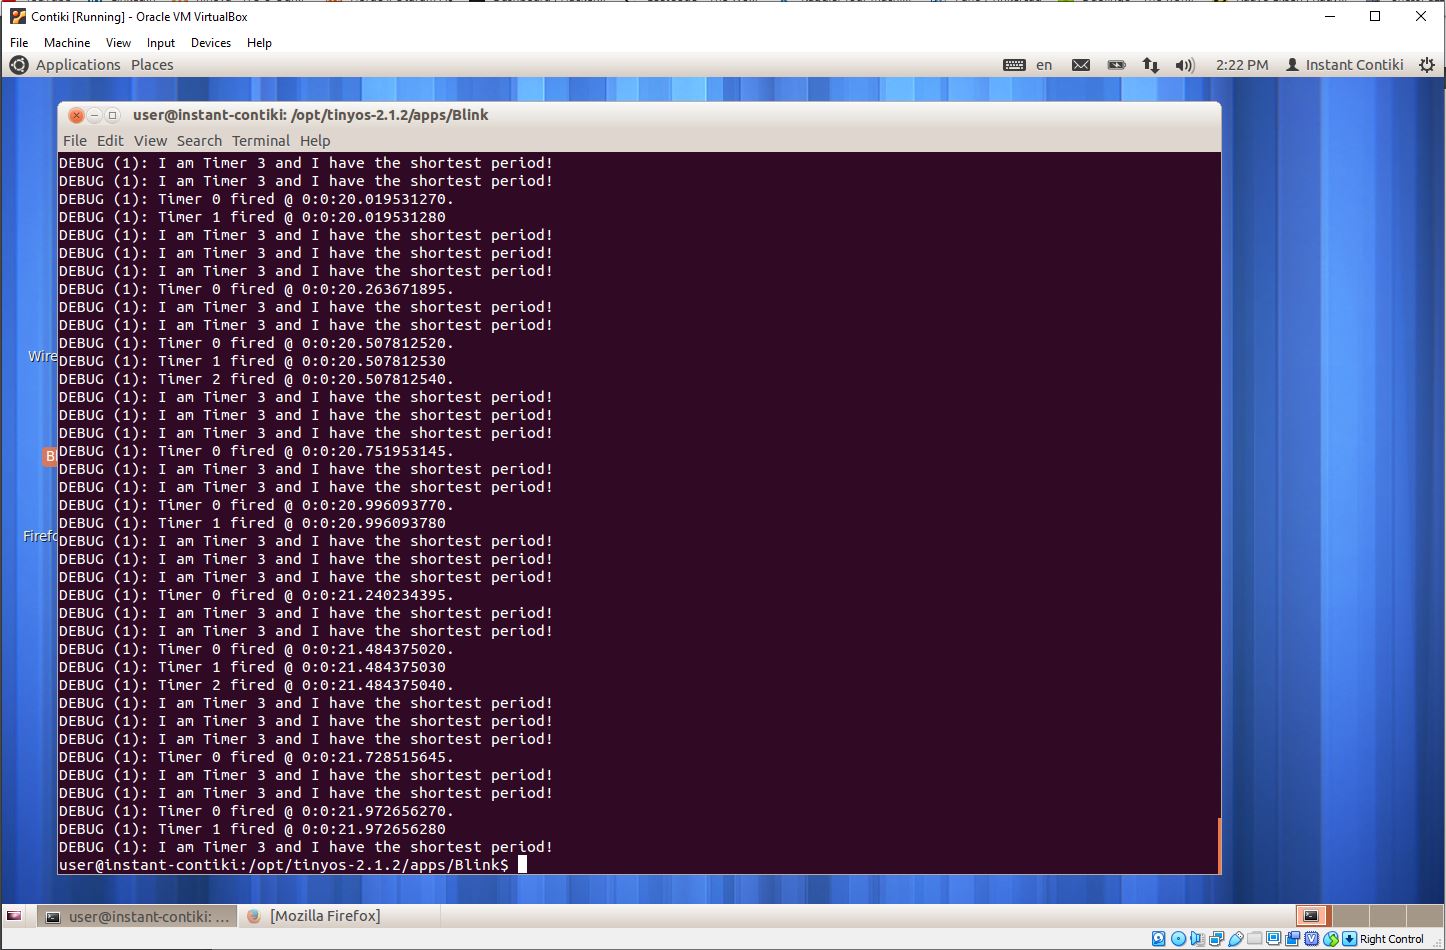 Contiki [Running] - Oracle VM VirtualBox
File Machine View Input Devices Help
Applications Places en 2:22 PM Instant Contiki
user@instant-contiki: /opt/tinyos-2.1.2/apps/Blink
File Edit View Search Terminal Help
DEBUG (1): I am Timer 3 and I have the shortest period!
DEBUG (1): I am Timer 3 and I have the shortest period!
DEBUG (1): Timer 0 fired @ 0:0:20.019531270.
DEBUG (1): Timer 1 fired @ 0:0:20.019531280
DEBUG (1): I am Timer 3 and I have the shortest period!
DEBUG (1): I am Timer 3 and I have the shortest period!
DEBUG (1): I am Timer 3 and I have the shortest period!
DEBUG (1): Timer 0 fired @ 0:0:20.263671895.
DEBUG (1): I am Timer 3 and I have the shortest period!
DEBUG (1): I am Timer 3 and I have the shortest period!
DEBUG (1): Timer 0 fired @ 0:0:20.507812520.
Wire
DEBUG (1): Timer 1 fired @ 0:0:20.507812530
DEBUG (1): Timer 2 fired @ 0:0:20.507812540.
DEBUG (1): I am Timer 3 and I have the shortest period!
DEBUG (1): I am Timer 3 and I have the shortest period!
DEBUG (1): I am Timer 3 and I have the shortest period!
DEBUG (1): Timer 0 fired @ 0:0:20.751953145.
DEBUG (1): I am Timer 3 and I have the shortest period!
DEBUG (1): I am Timer 3 and I have the shortest period!
DEBUG (1): Timer 0 fired @ 0:0:20.996093770.
DEBUG (1): Timer 1 fired @ 0:0:20.996093780
DEBUG (1): I am Timer 3 and I have the shortest period!
DEBUG (1): I am Timer 3 and I have the shortest period!
DEBUG (1): I am Timer 3 and I have the shortest period!
DEBUG (1): Timer 0 fired @ 0:0:21.240234395.
DEBUG (1): I am Timer 3 and I have the shortest period!
DEBUG (1): I am Timer 3 and I have the shortest period!
DEBUG (1): Timer 0 fired @ 0:0:21.484375020.
DEBUG (1): Timer 1 fired @ 0:0:21.484375030
DEBUG (1): Timer 2 fired @ 0:0:21.484375040.
DEBUG (1): I am Timer 3 and I have the shortest period!
DEBUG (1): I am Timer 3 and I have the shortest period!
DEBUG (1): I am Timer 3 and I have the shortest period!
DEBUG (1): Timer 0 fired @ 0:0:21.728515645.
DEBUG (1): I am Timer 3 and I have the shortest period!
DEBUG (1): I am Timer 3 and I have the shortest period!
DEBUG (1): Timer 0 fired @ 0:0:21.972656270.
DEBUG (1): Timer 1 fired @ 0:0:21.972656280
DEBUG (1): I am Timer 3 and I have the shortest period!
user@instant-contiki:/opt/tinyos-2.1.2/apps/Blink$
user@instant-contiki: ... [Mozilla Firefox]
Right Control